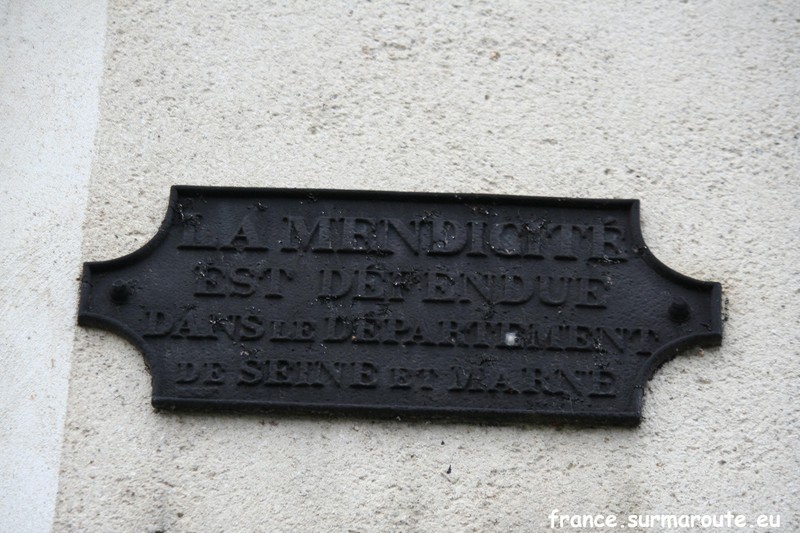 LA MENDICITÉ
EST DÉFENDUE
DANS LE DÉPARTEMENT
DE SEINE ET MARNE
france.surmaroute.eu